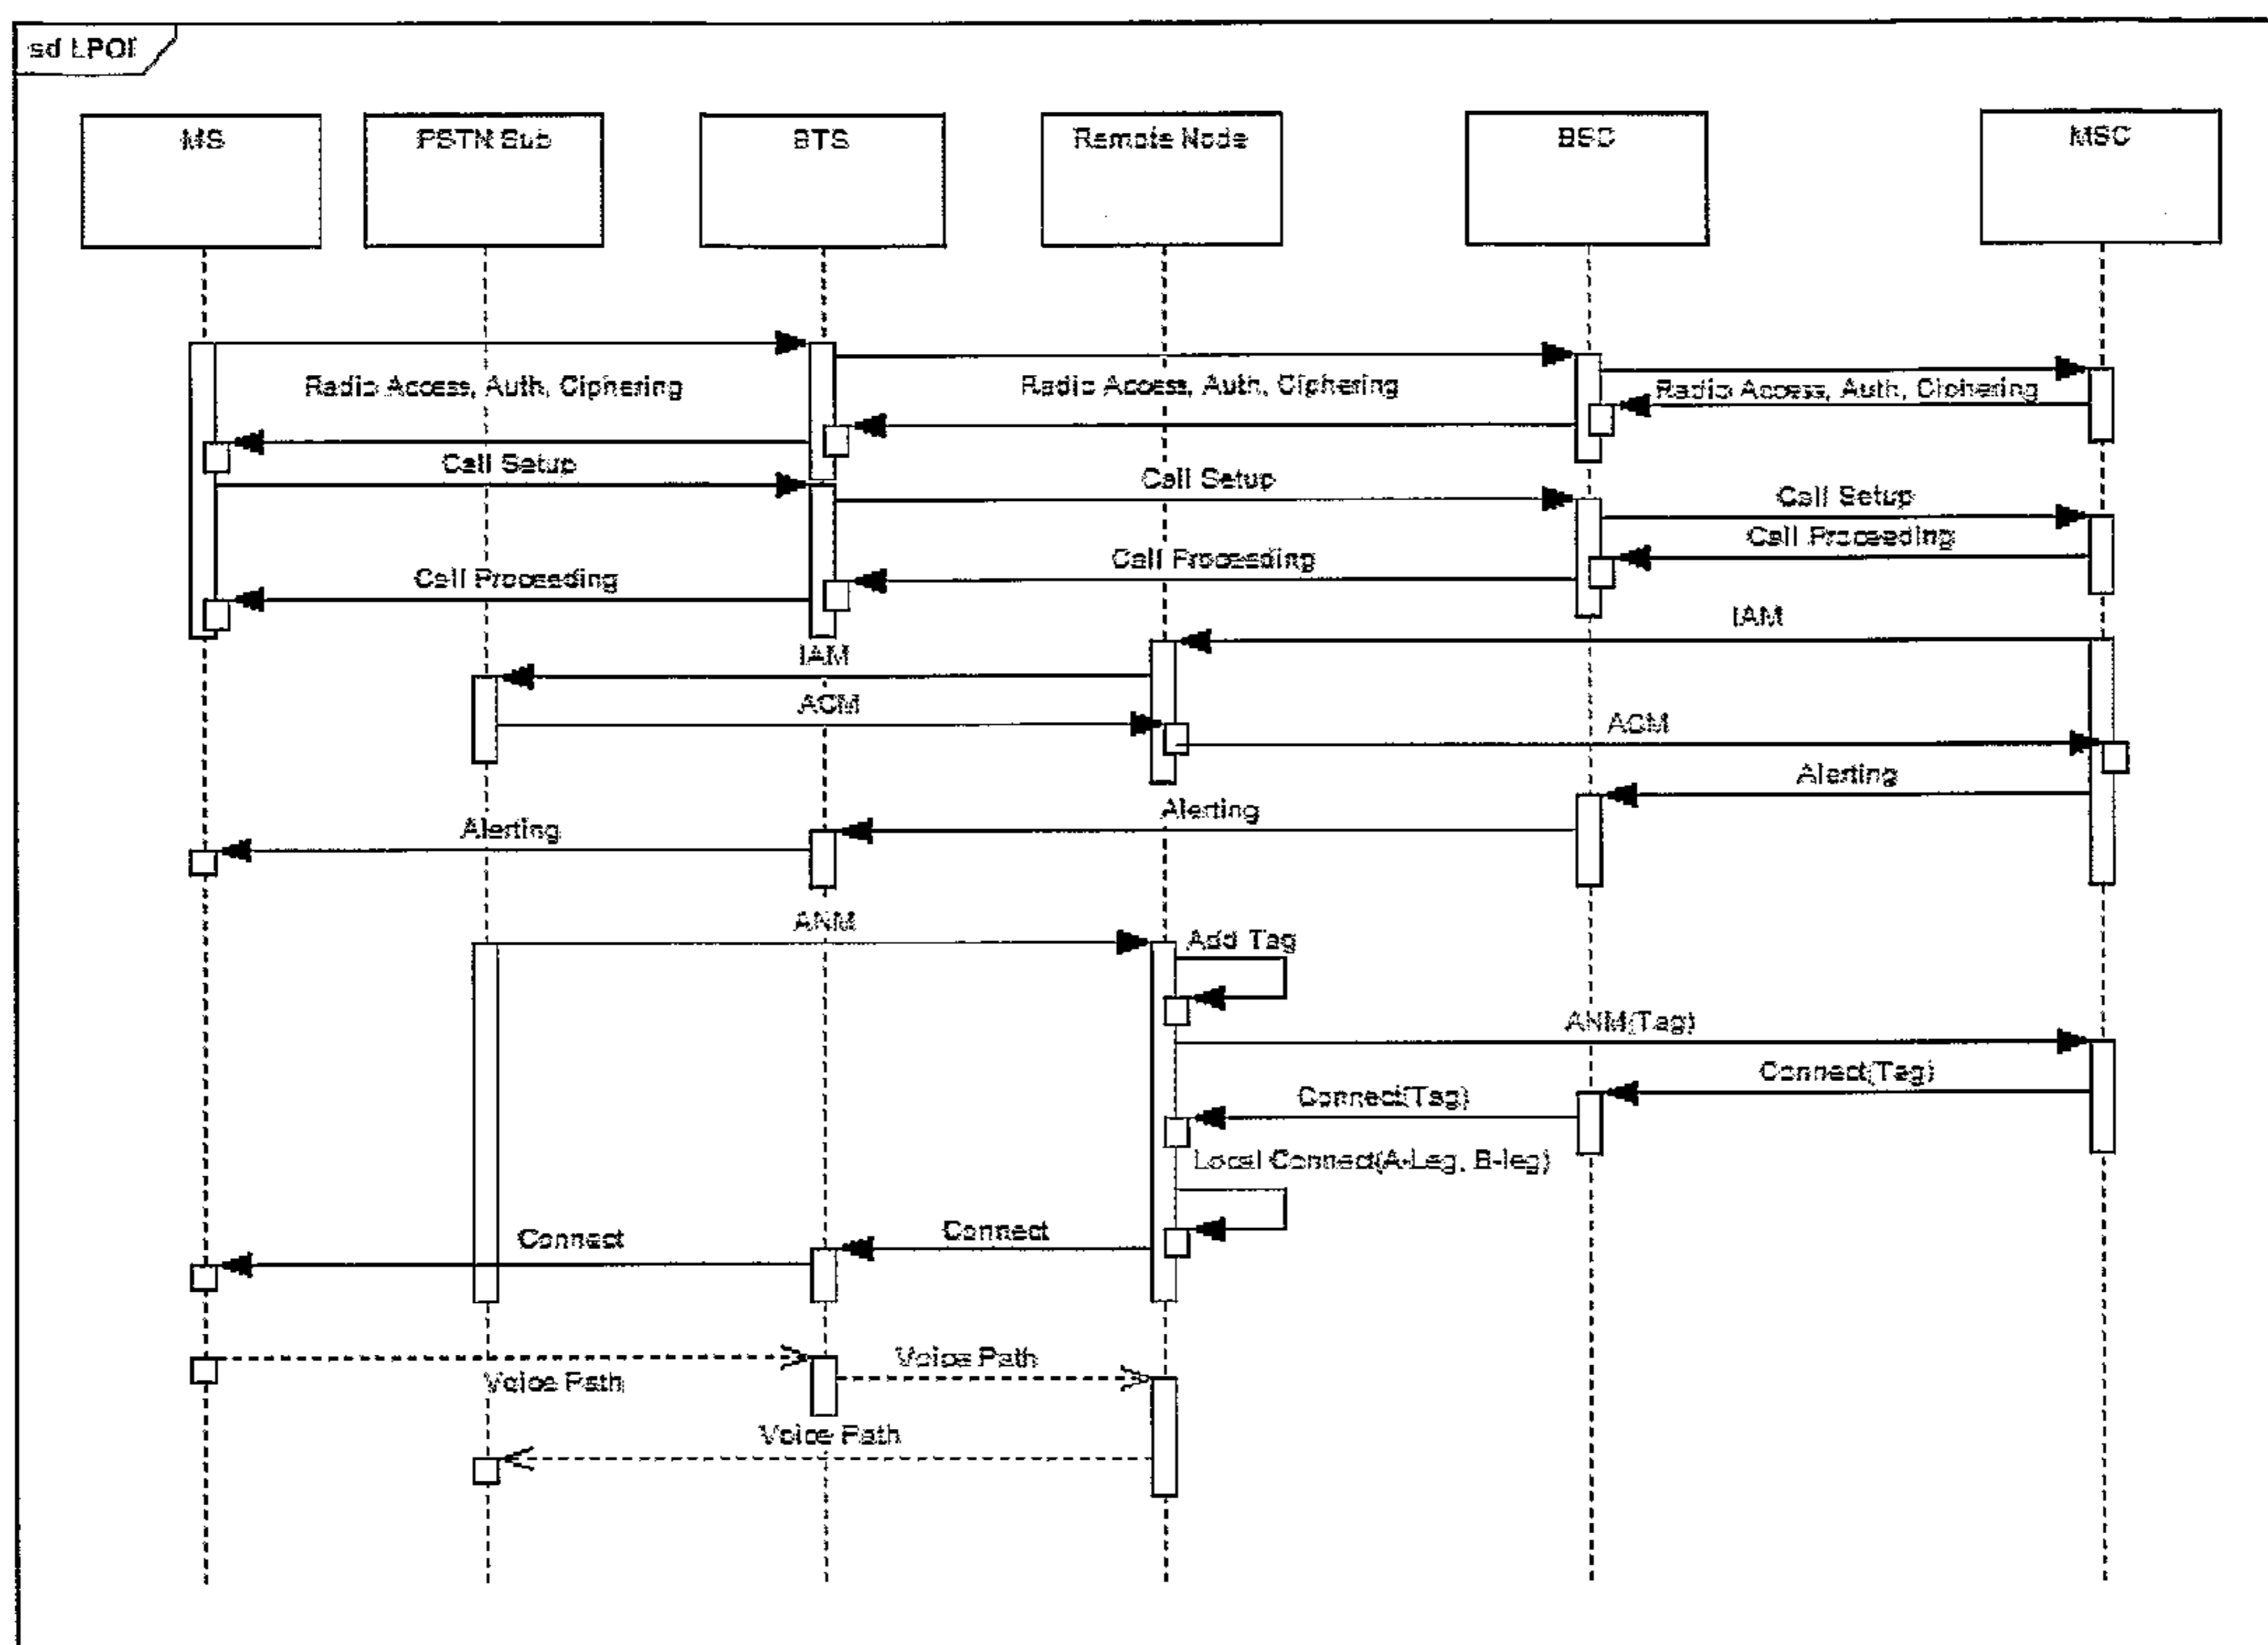 sd LPOI
MS
PSTN Sub
BTS
Remote Node
BSC
MSC
Radio Access, Auth, Ciphering
Radio Access, Auth, Ciphering
Radio Access, Auth, Ciphering
Call Setup
Call Setup
Call Setup
Call Proceeding
Call Proceeding
Call Proceeding
IAM
IAM
ACM
ACM
Alerting
Alerting
Alerting
ANM
Add Tag
ANM(Tag)
Connect(Tag)
Connect(Tag)
Local Connect(A-Leg, B-leg)
Connect
Connect
Voice Path
Voice Path
Voice Path